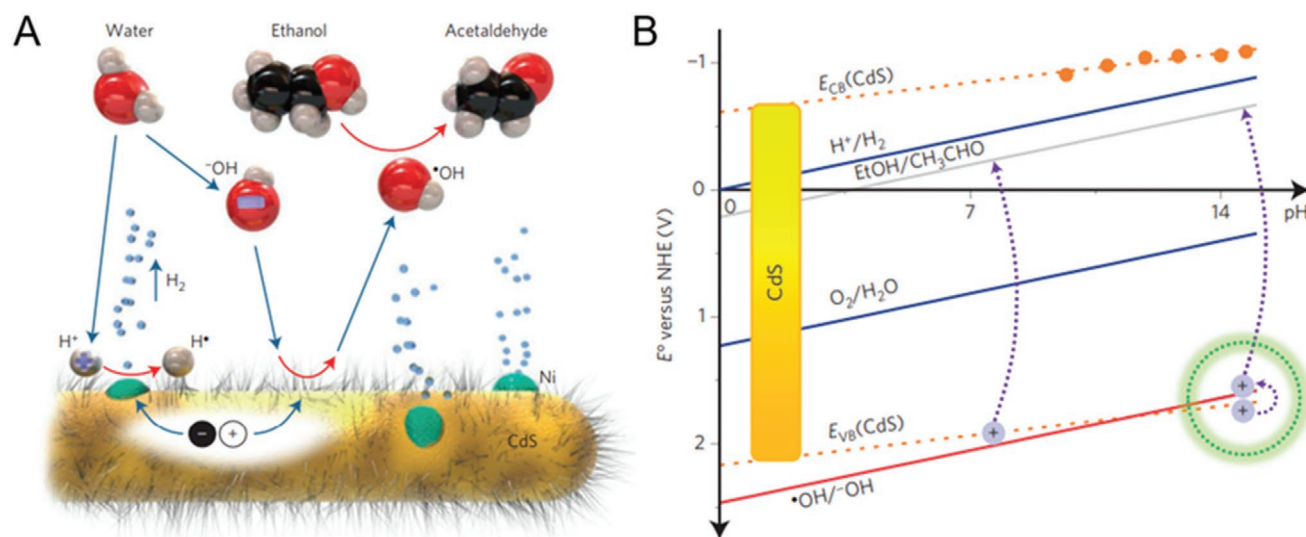 A
Water
Ethanol
Acetaldehyde
⁻OH
•OH
H₂
H⁺
H•
Ni
CdS
−
+
B
−1
0
1
2
E° versus NHE (V)
E_CB(CdS)
H⁺/H₂
EtOH/CH₃CHO
0
7
14
pH
CdS
O₂/H₂O
+
+
+
E_VB(CdS)
•OH/⁻OH